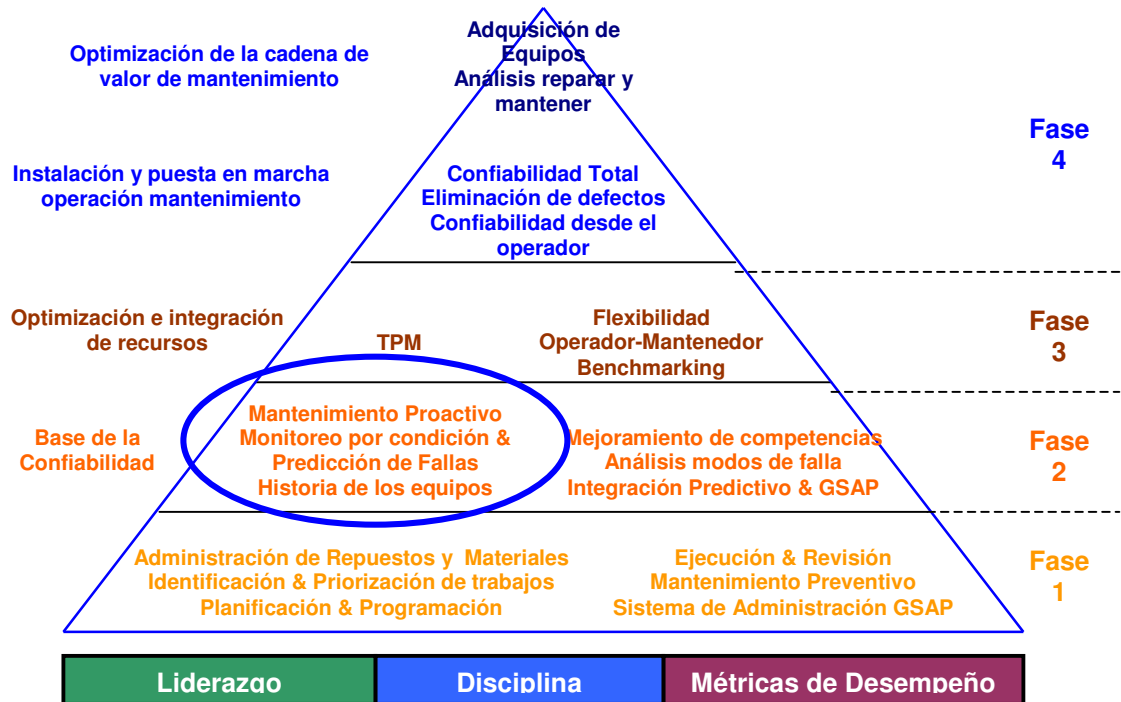 Optimización de la cadena de
valor de mantenimiento
Adquisición de
Equipos
Análisis reparar y
mantener
Fase
4
Instalación y puesta en marcha
operación mantenimiento
Confiabilidad Total
Eliminación de defectos
Confiabilidad desde el
operador
Optimización e integración
de recursos
TPM
Flexibilidad
Operador-Mantenedor
Benchmarking
Fase
3
Base de la
Confiabilidad
Mantenimiento Proactivo
Monitoreo por condición &
Predicción de Fallas
Historia de los equipos
Mejoramiento de competencias
Análisis modos de falla
Integración Predictivo & GSAP
Fase
2
Administración de Repuestos y  Materiales
Identificación & Priorización de trabajos
Planificación & Programación
Ejecución & Revisión
Mantenimiento Preventivo
Sistema de Administración GSAP
Fase
1
Liderazgo
Disciplina
Métricas de Desempeño